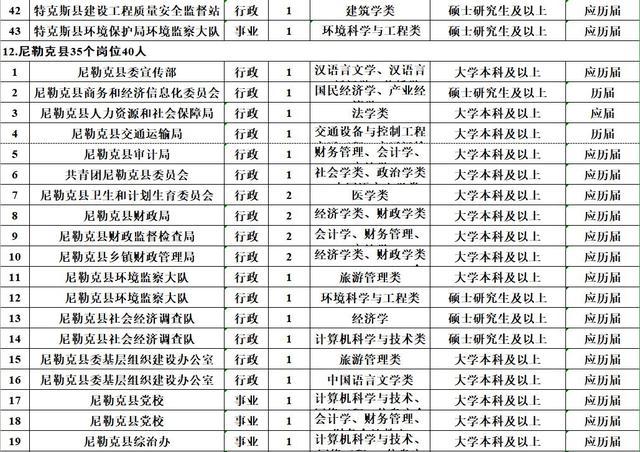 42 特克斯县建设工程质量安全监督站 行政 1 建筑学类 硕士研究生及以上 应历届
43 特克斯县环境保护局环境监察大队 事业 1 环境科学与工程类 硕士研究生及以上 应历届
12.尼勒克县35个岗位40人
1 尼勒克县委宣传部 行政 1 汉语言文学、汉语言 大学本科及以上 应历届
2 尼勒克县商务和经济信息化委员会 行政 1 国民经济学、产业经 硕士研究生及以上 历届
3 尼勒克县人力资源和社会保障局 行政 1 法学类 大学本科及以上 应届
4 尼勒克县交通运输局 行政 1 交通设备与控制工程 大学本科及以上 历届
5 尼勒克县审计局 行政 1 财务管理、会计学、 大学本科及以上 应历届
6 共青团尼勒克县委员会 行政 1 社会学类、政治学类 大学本科及以上 应历届
7 尼勒克县卫生和计划生育委员会 行政 2 医学类 大学本科及以上 应历届
8 尼勒克县财政局 行政 2 经济学类、财政学类 大学本科及以上 应历届
9 尼勒克县财政监督检查局 行政 2 会计学、财务管理、 大学本科及以上 应历届
10 尼勒克县乡镇财政管理局 行政 2 经济学类、财政学类 大学本科及以上 应历届
11 尼勒克县环境监察大队 行政 1 旅游管理类 大学本科及以上 应历届
12 尼勒克县环境监察大队 行政 1 环境科学与工程类 硕士研究生及以上 应历届
13 尼勒克县社会经济调查队 行政 1 经济学 硕士研究生及以上 应历届
14 尼勒克县社会经济调查队 行政 1 计算机科学与技术类 硕士研究生及以上 应历届
15 尼勒克县委基层组织建设办公室 行政 1 旅游管理类 大学本科及以上 应历届
16 尼勒克县委基层组织建设办公室 行政 1 中国语言文学类 大学本科及以上 应历届
17 尼勒克县党校 事业 1 计算机科学与技术、 大学本科及以上 应历届
18 尼勒克县党校 事业 1 会计学、财务管理、 大学本科及以上 应历届
19 尼勒克县综治办 事业 1 计算机科学与技术、 大学本科及以上 应历届